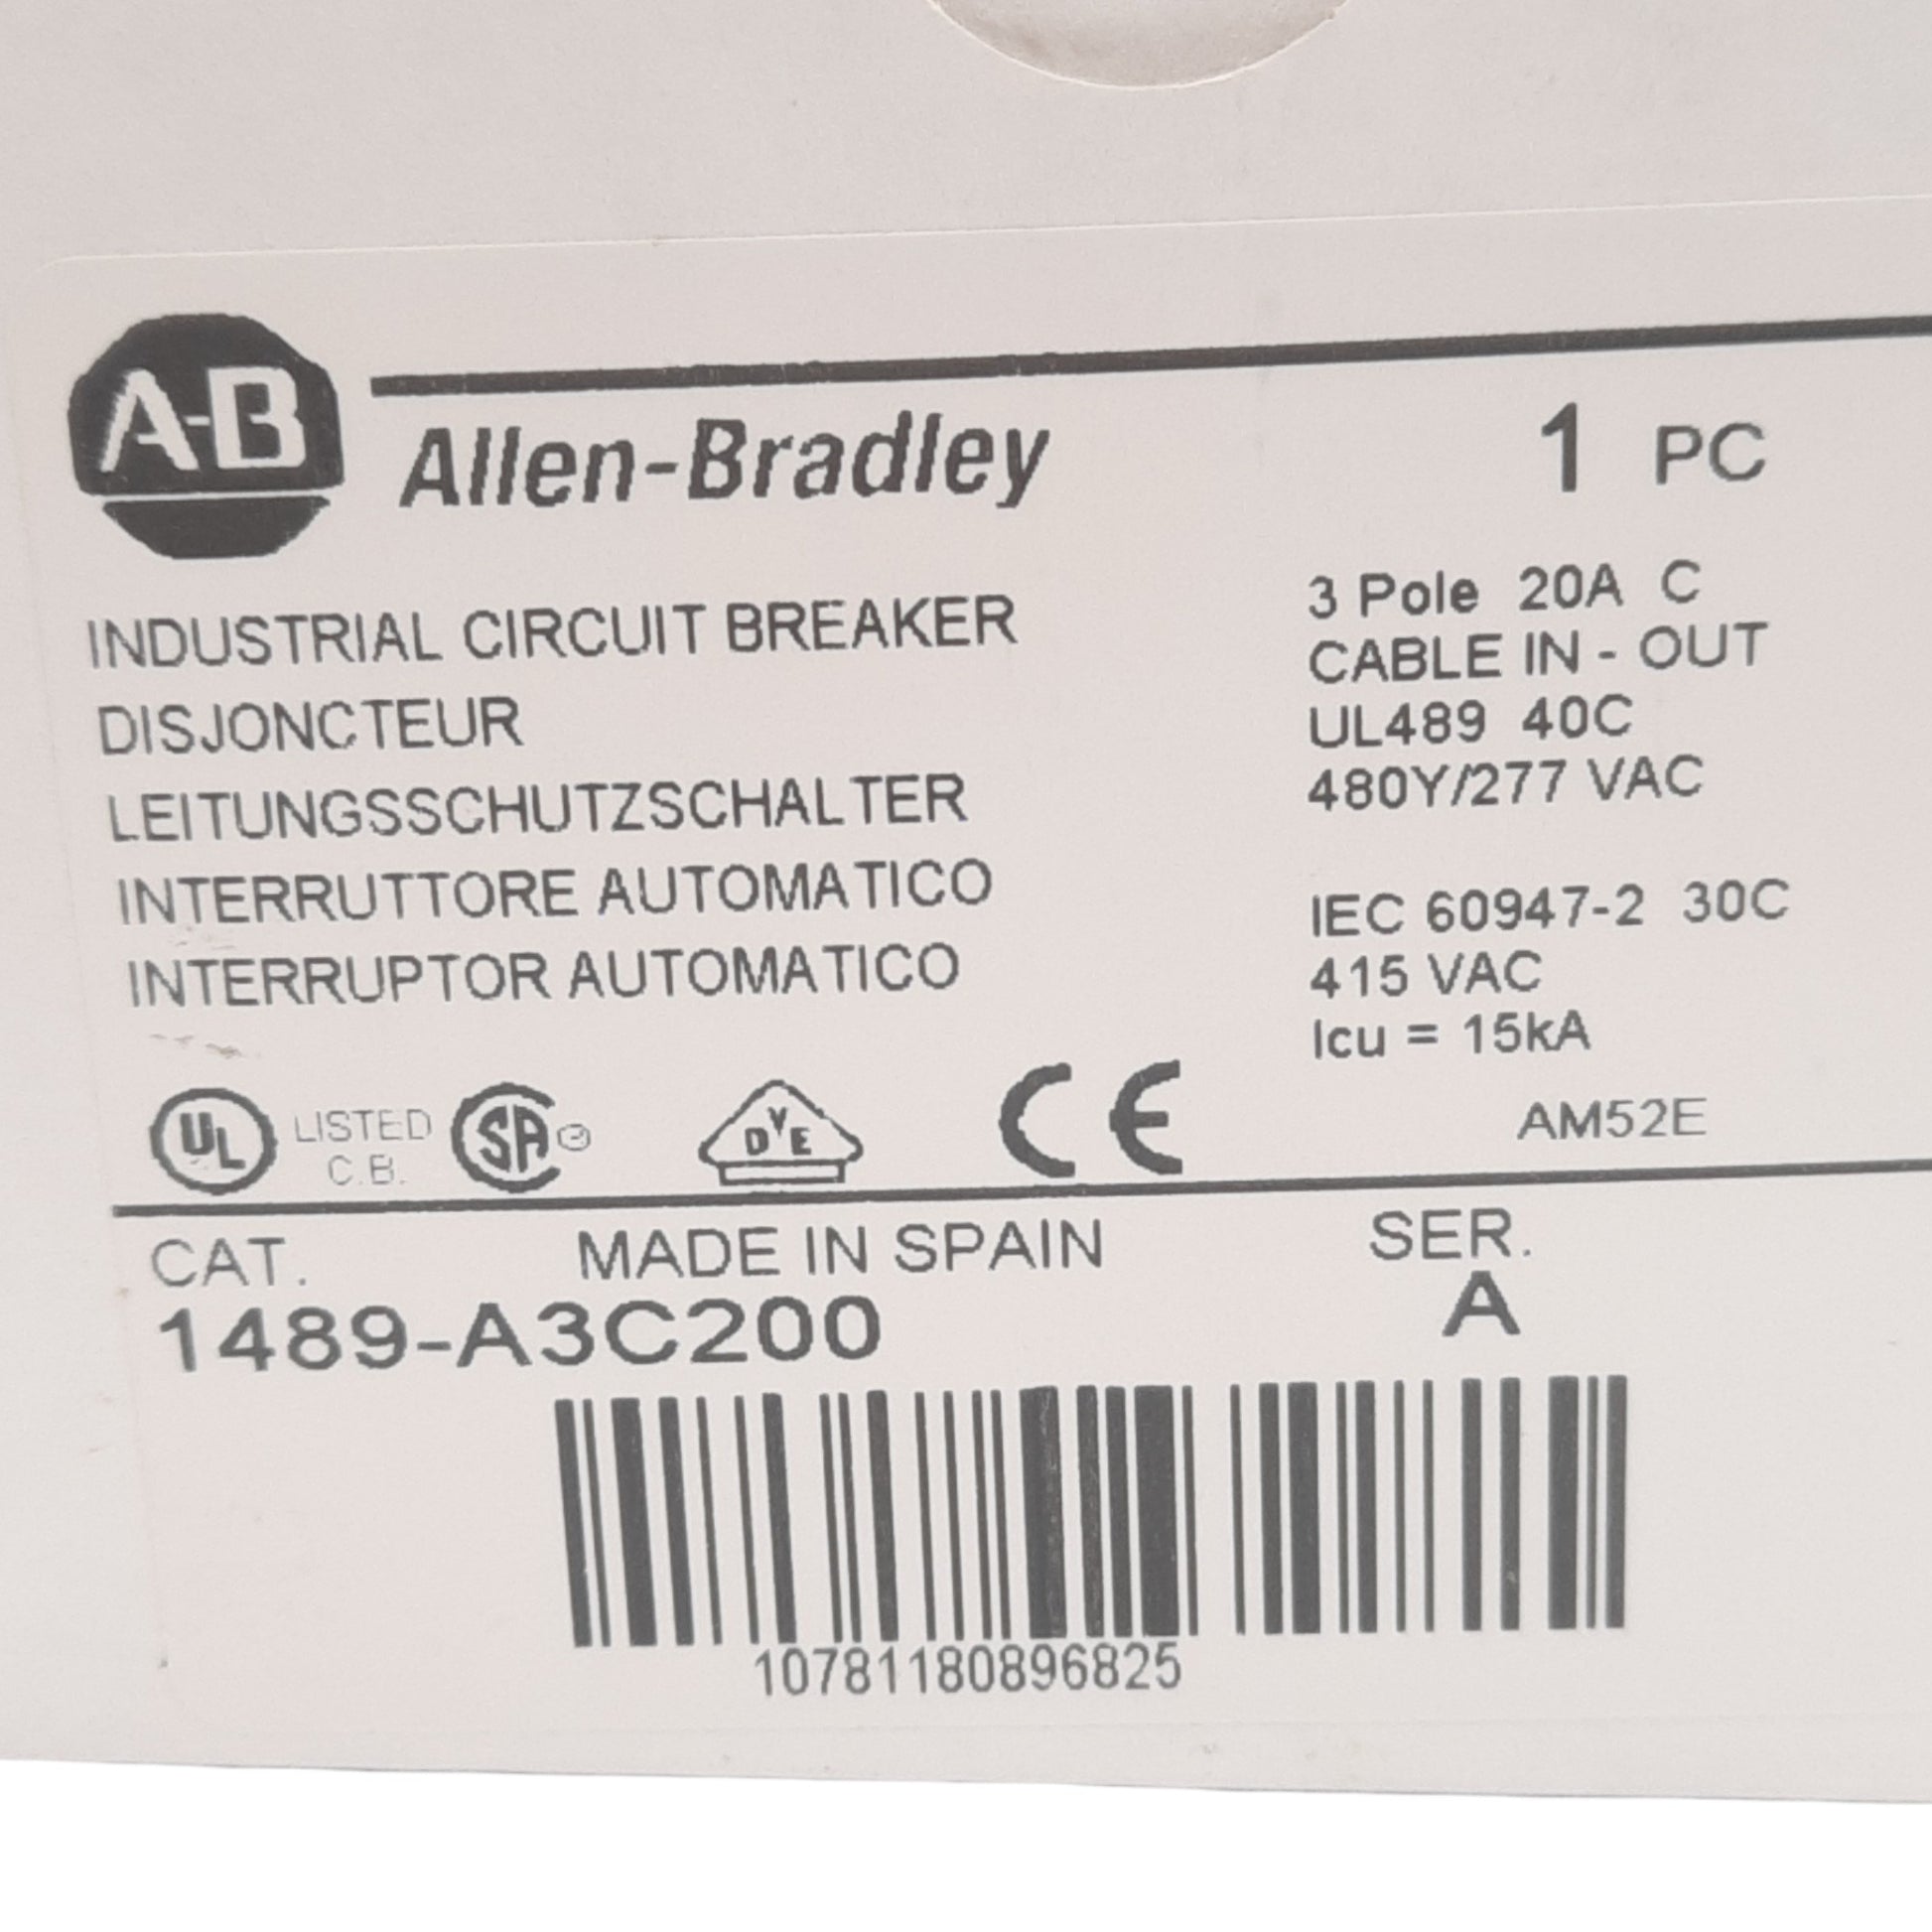 A-B
Allen-Bradley 1 PC
INDUSTRIAL CIRCUIT BREAKER
DISJONCTEUR
LEITUNGSSCHUTZSCHALTER
INTERRUTTORE AUTOMATICO
INTERRUPTOR AUTOMATICO
3 Pole 20A C
CABLE IN - OUT
UL489 40C
480Y/277 VAC
IEC 60947-2 30C
415 VAC
Icu = 15kA
AM52E
UL LISTED C.B. SA DVE CE
CAT. MADE IN SPAIN SER.
1489-A3C200 A
10781180896825